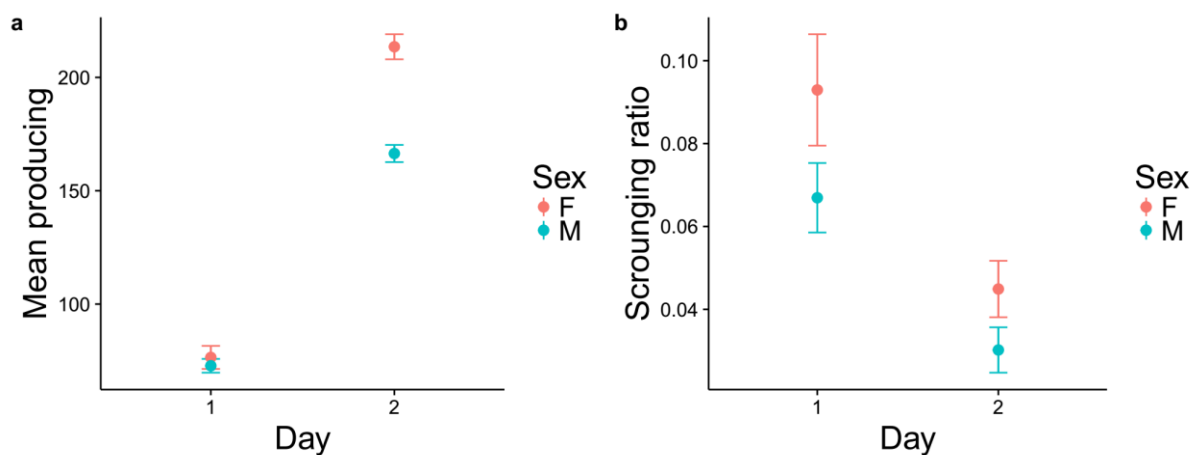 a
Mean producing
200
150
100
1
2
Day
Sex
F
M
b
Scrounging ratio
0.10
0.08
0.06
0.04
1
2
Day
Sex
F
M